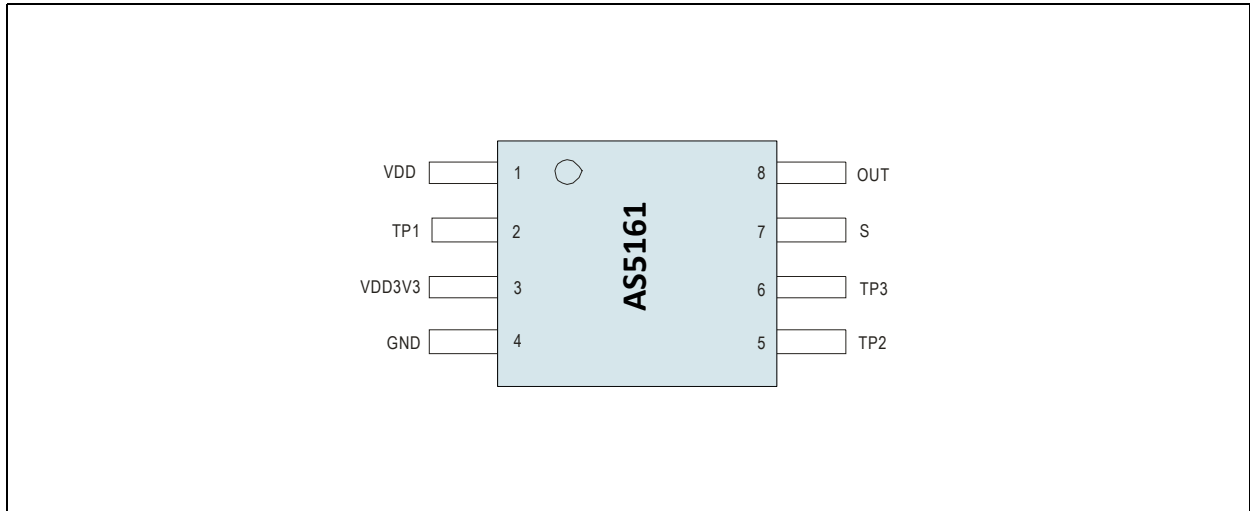 VDD 1 8 OUT
TP1 2 7 S
VDD3V3 3 6 TP3
GND 4 5 TP2
AS5161